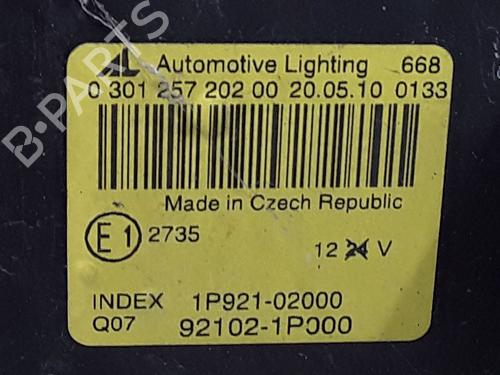 AL Automotive Lighting 668
0 301 257 202 00 20.05.10 0133
Made in Czech Republic
E1 2735
12 24 V
INDEX 1P921-02000
Q07 92102-1P000
B-PARTS